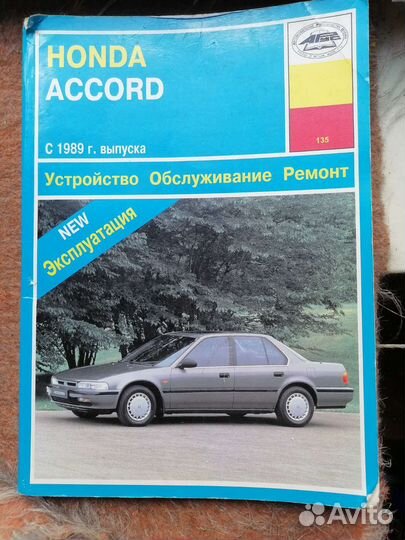 HONDA
ACCORD
С 1989 г. выпуска
135
Устройство Обслуживание Ремонт
NEW
Эксплуатация
Avito